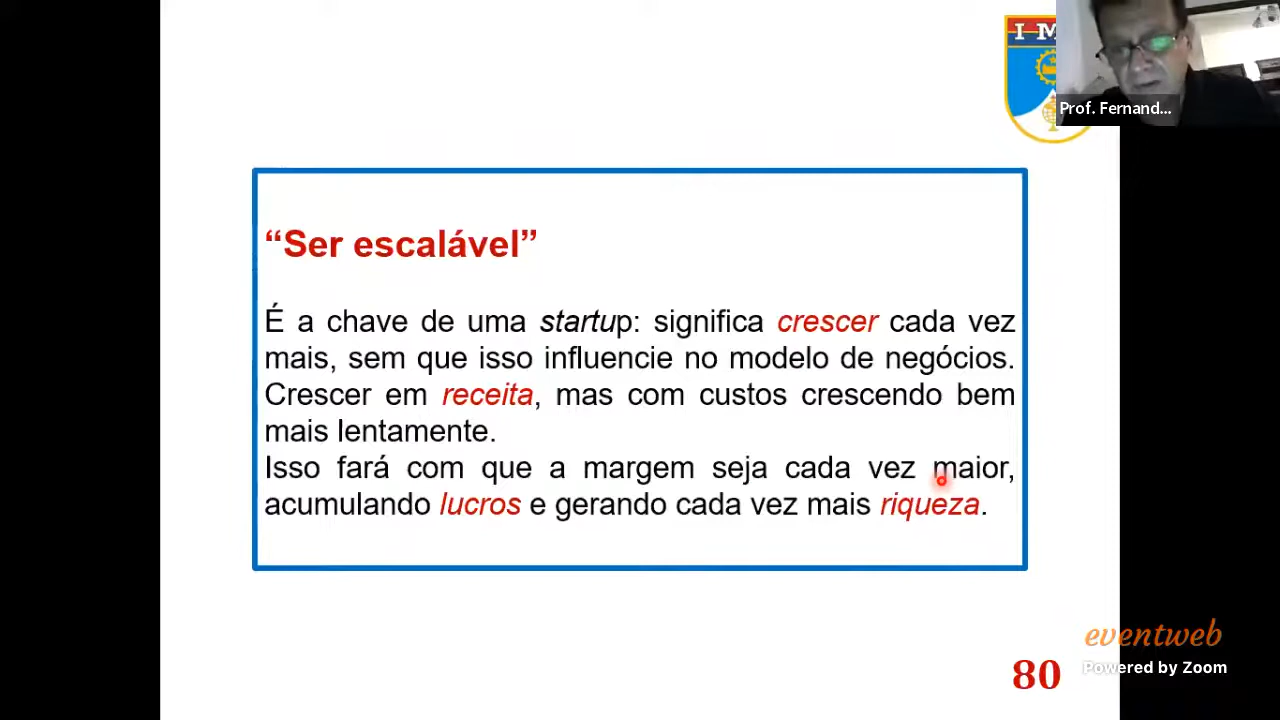 I M
Prof. Fernand...
“Ser escalável”
É a chave de uma startup: significa crescer cada vez
mais, sem que isso influencie no modelo de negócios.
Crescer em receita, mas com custos crescendo bem
mais lentamente.
Isso fará com que a margem seja cada vez maior,
acumulando lucros e gerando cada vez mais riqueza.
eventweb
Powered by Zoom
80